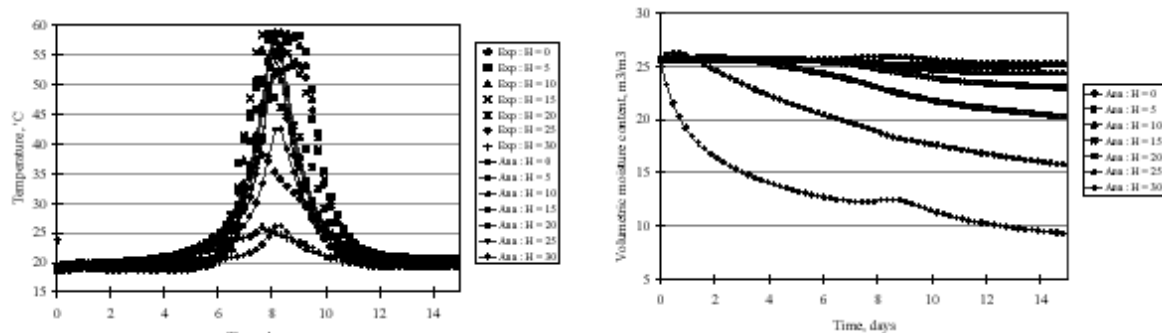 60
55
50
45
40
35
30
25
20
15
Temperature, °C
0 2 4 6 8 10 12 14
Exp : H = 0
Exp : H = 5
Exp : H = 10
Exp : H = 15
Exp : H = 20
Exp : H = 25
Exp : H = 30
Ana : H = 0
Ana : H = 5
Ana : H = 10
Ana : H = 15
Ana : H = 20
Ana : H = 25
Ana : H = 30
30
25
20
15
10
5
Volumetric moisture content, m3/m3
0 2 4 6 8 10 12 14
Time, days
Ana : H = 0
Ana : H = 5
Ana : H = 10
Ana : H = 15
Ana : H = 20
Ana : H = 25
Ana : H = 30